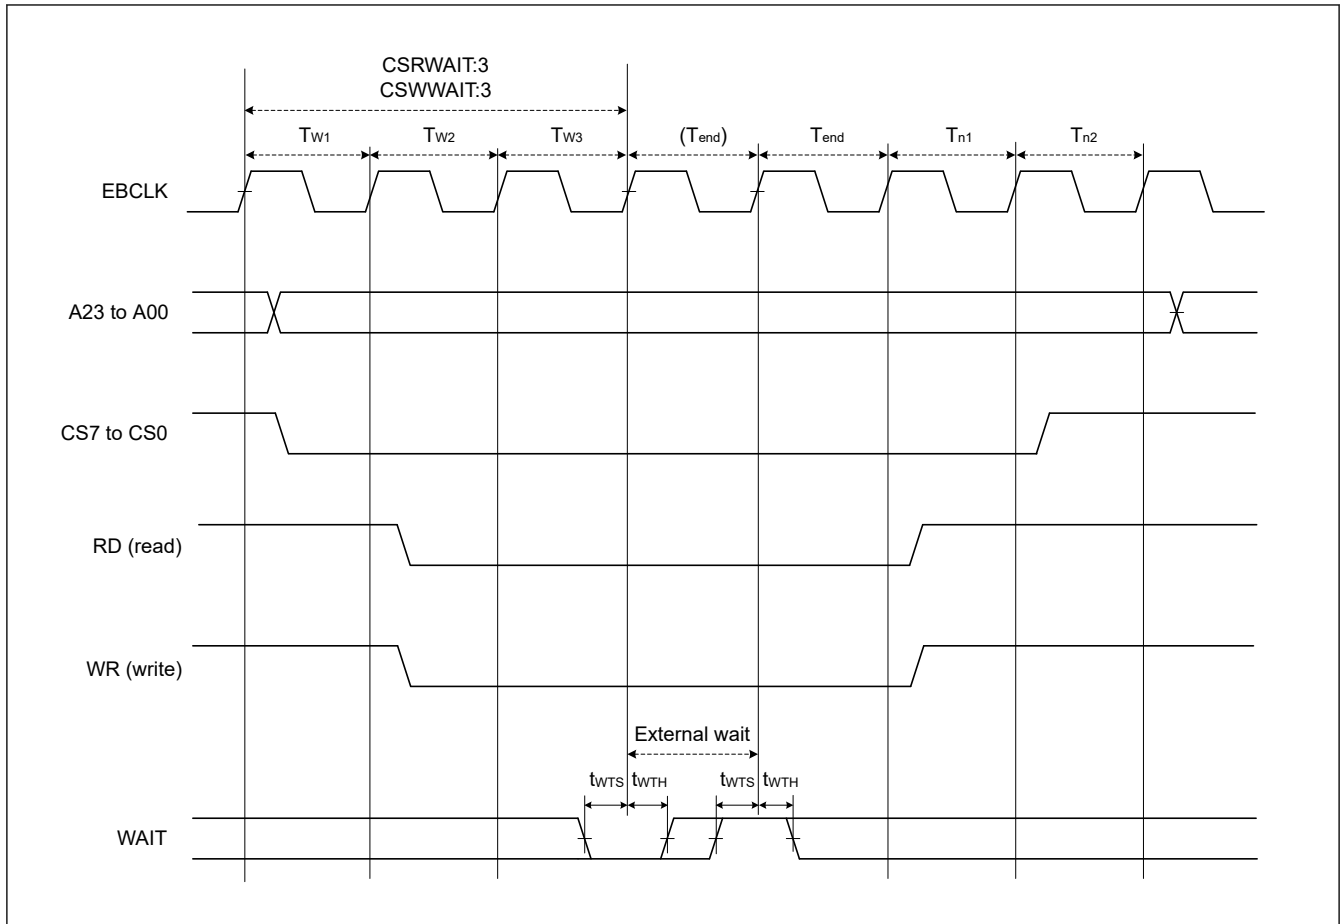 CSRWAIT:3
CSWWAIT:3
TW1 TW2 TW3 (Tend) Tend Tn1 Tn2
EBCLK
A23 to A00
CS7 to CS0
RD (read)
WR (write)
External wait
tWTS tWTH tWTS tWTH
WAIT